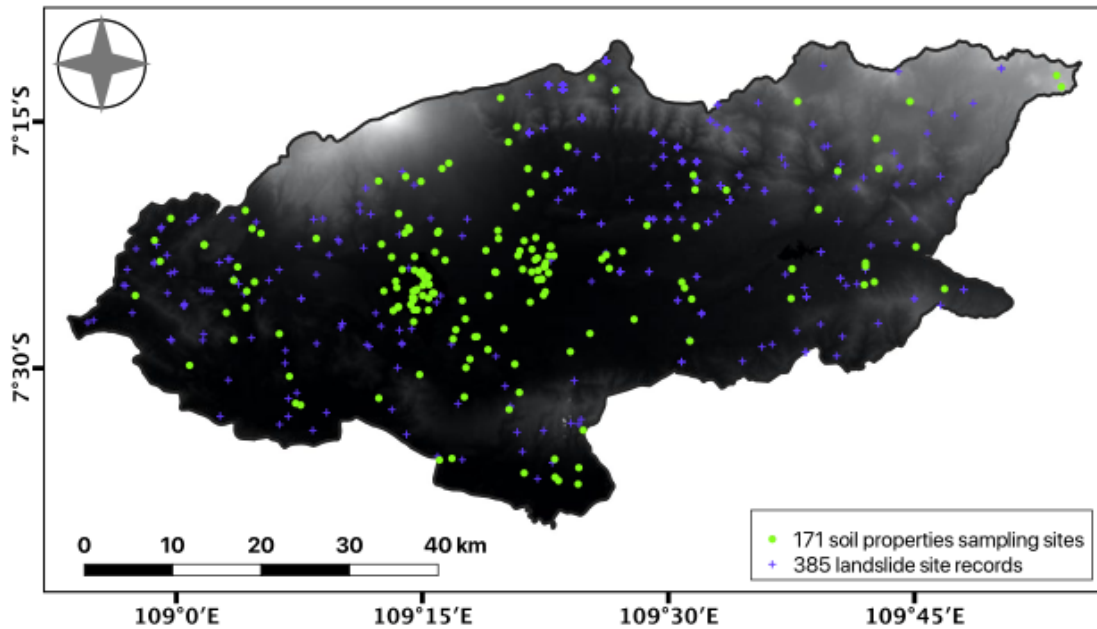 7°15'S
7°30'S
0 10 20 30 40 km
171 soil properties sampling sites
385 landslide site records
109°0'E 109°15'E 109°30'E 109°45'E